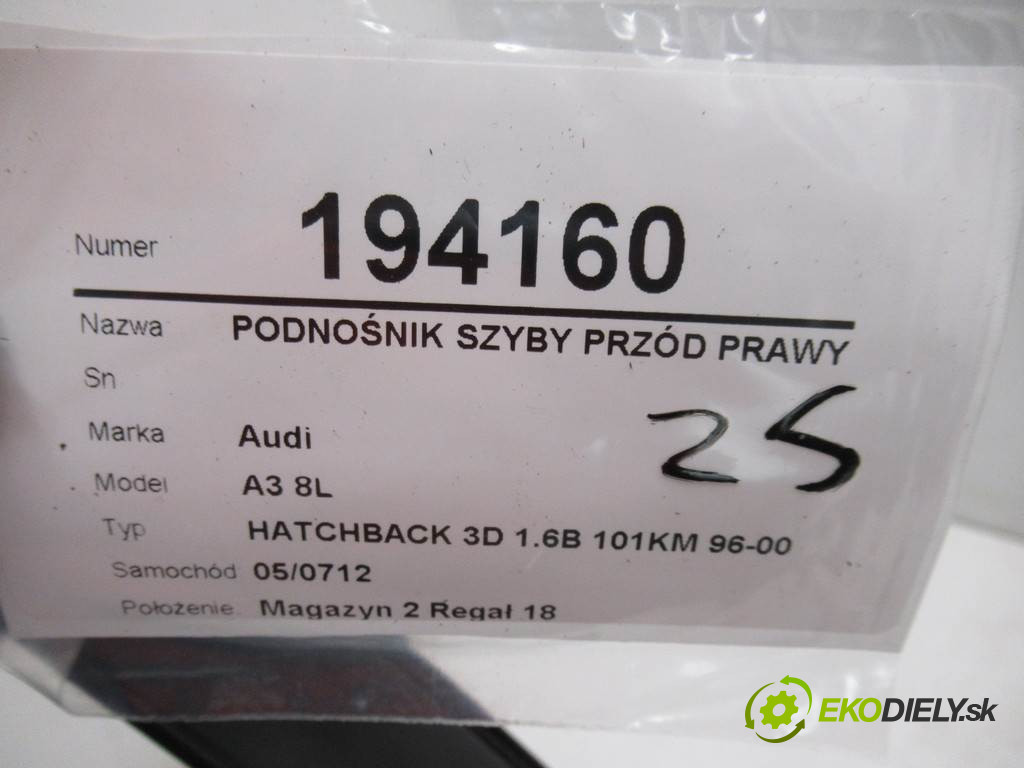 Numer 194160
Nazwa PODNOŚNIK SZYBY PRZÓD PRAWY
Sn
25
Marka Audi
Model A3 8L
Typ HATCHBACK 3D 1.6B 101KM 96-00
Samochód 05/0712
Położenie Magazyn 2 Regał 18
EKODIELY.sk